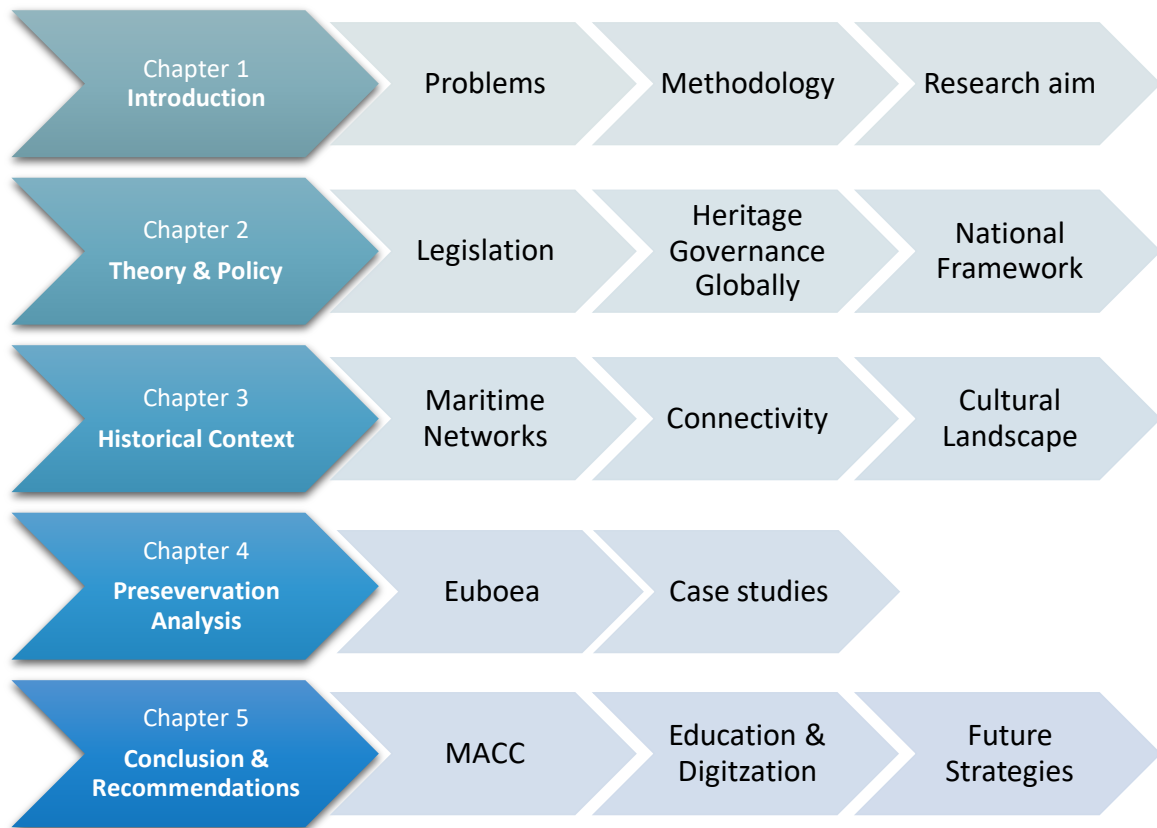 Chapter 1
Introduction
Problems
Methodology
Research aim
Chapter 2
Theory & Policy
Legislation
Heritage
Governance
Globally
National
Framework
Chapter 3
Historical Context
Maritime
Networks
Connectivity
Cultural
Landscape
Chapter 4
Presevervation
Analysis
Euboea
Case studies
Chapter 5
Conclusion &
Recommendations
MACC
Education &
Digitzation
Future
Strategies